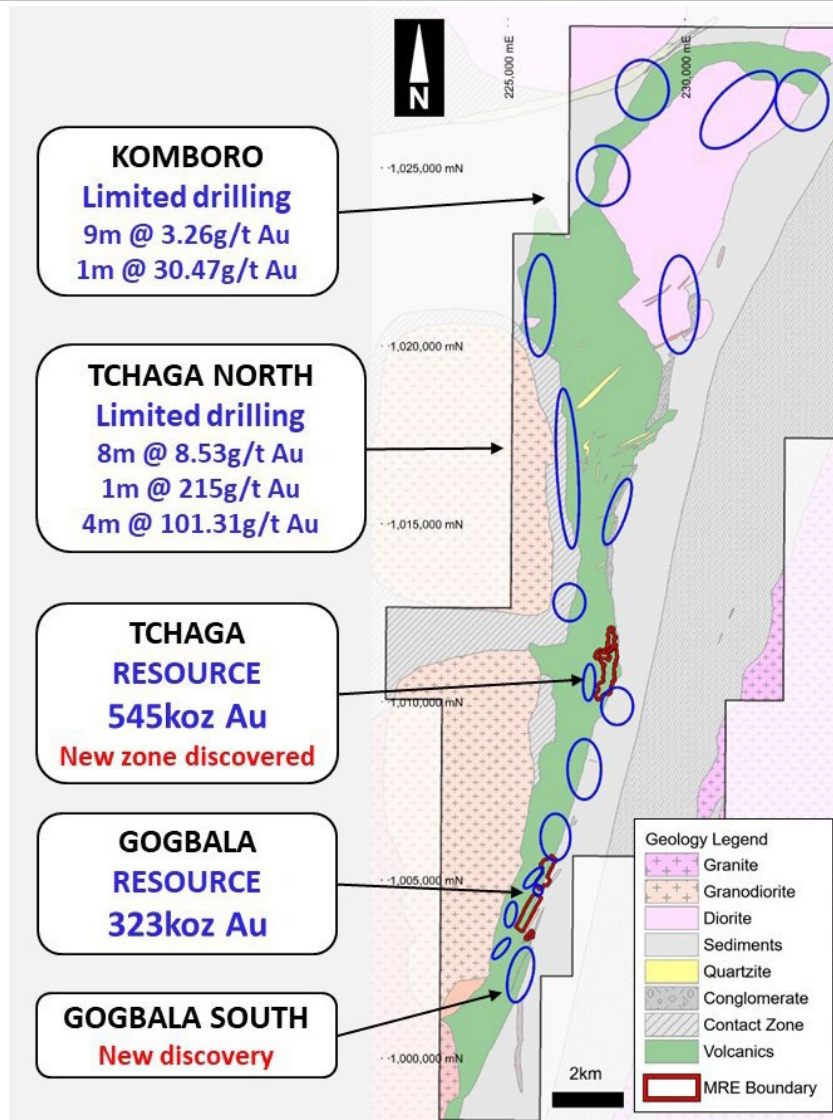 N
225,000 mE
230,000 mE
1,025,000 mN
1,020,000 mN
1,015,000 mN
1,010,000 mN
1,005,000 mN
1,000,000 mN
KOMBORO
Limited drilling
9m @ 3.26g/t Au
1m @ 30.47g/t Au
TCHAGA NORTH
Limited drilling
8m @ 8.53g/t Au
1m @ 215g/t Au
4m @ 101.31g/t Au
TCHAGA
RESOURCE
545koz Au
New zone discovered
GOGBALA
RESOURCE
323koz Au
GOGBALA SOUTH
New discovery
Geology Legend
Granite
Granodiorite
Diorite
Sediments
Quartzite
Conglomerate
Contact Zone
Volcanics
MRE Boundary
2km